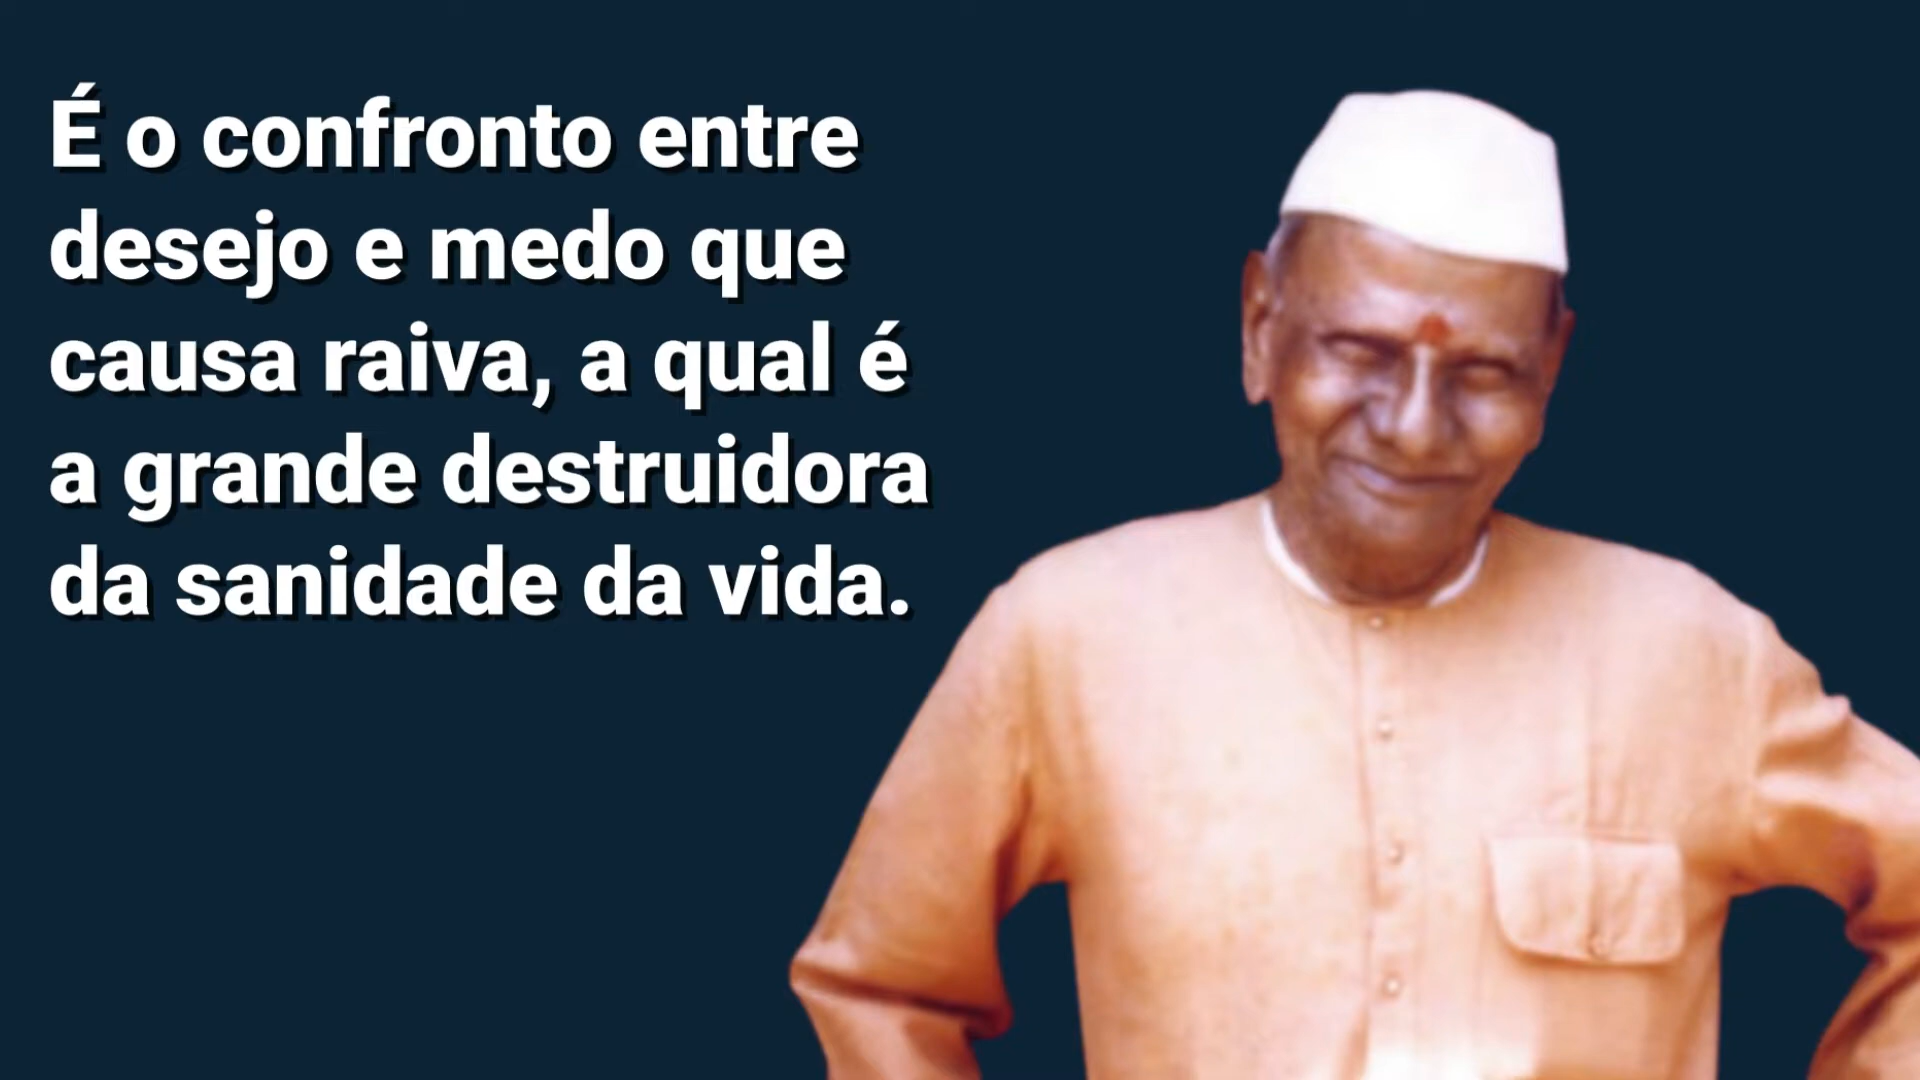 É o confronto entre
desejo e medo que
causa raiva, a qual é
a grande destruidora
da sanidade da vida.